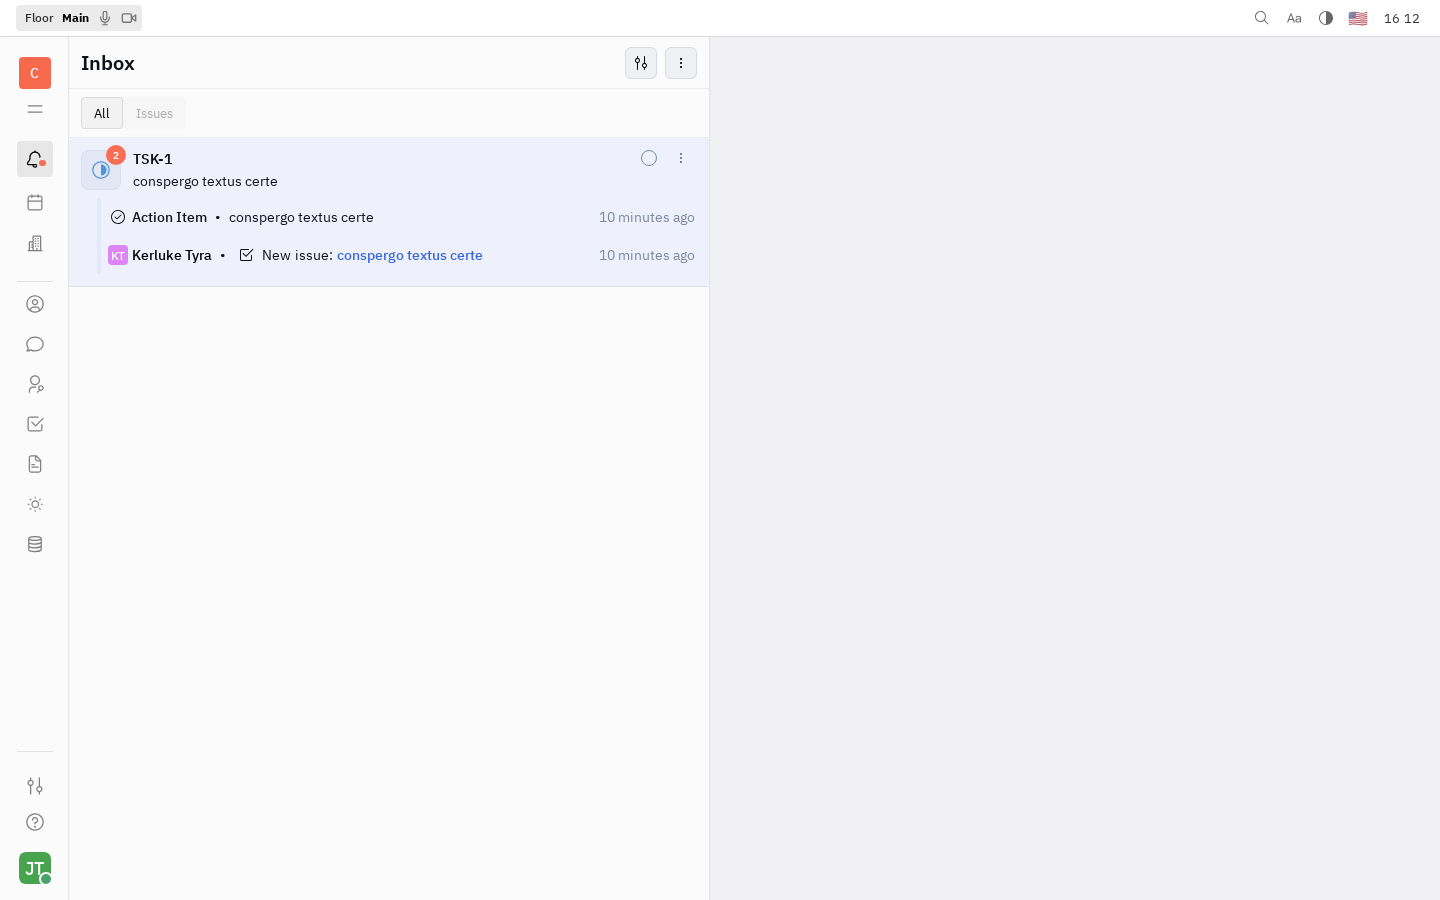 Floor Main
Aa
16 12
C
Inbox
All
Issues
2
TSK-1
conspergo textus certe
Action Item • conspergo textus certe
10 minutes ago
KT Kerluke Tyra • New issue: conspergo textus certe
10 minutes ago
JT